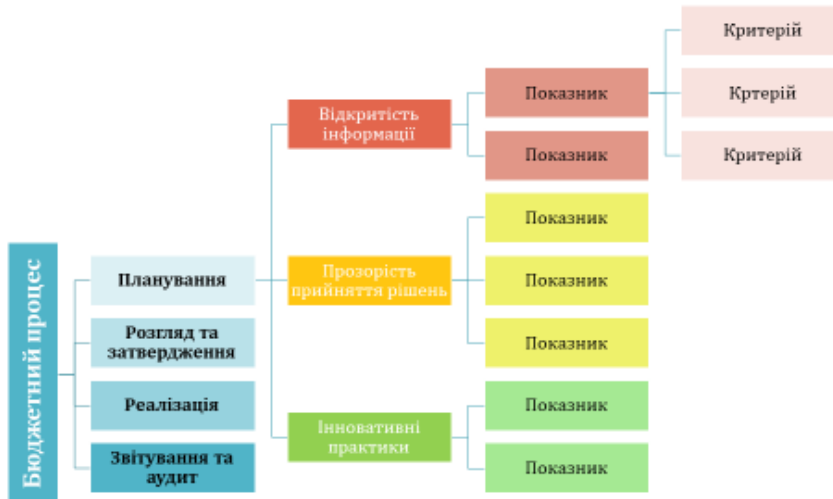 Бюджетний процес
Планування
Розгляд та
затвердження
Реалізація
Звітування та
аудит
Відкритість
інформації
Прозорість
прийняття рішень
Інновативні
практики
Показник
Показник
Показник
Показник
Показник
Показник
Показник
Критерій
Кртерій
Критерій